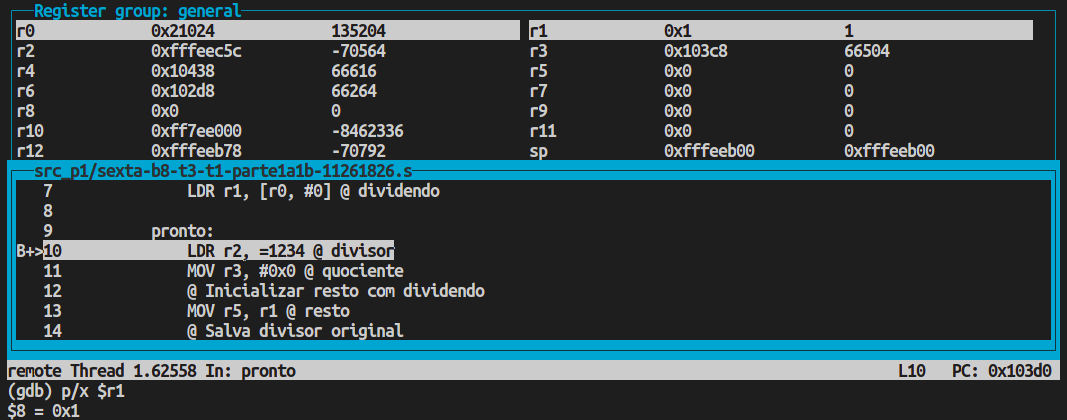 Register group: general
r0 0x21024 135204 r1 0x1 1
r2 0xfffeec5c -70564 r3 0x103c8 66504
r4 0x10438 66616 r5 0x0 0
r6 0x102d8 66264 r7 0x0 0
r8 0x0 0 r9 0x0 0
r10 0xff7ee000 -8462336 r11 0x0 0
r12 0xfffeeb78 -70792 sp 0xfffeeb00 0xfffeeb00
src_p1/sexta-b8-t3-t1-parte1a1b-11261826.s
7 LDR r1, [r0, #0] @ dividendo
8
9 pronto:
B+>10 LDR r2, =1234 @ divisor
11 MOV r3, #0x0 @ quociente
12 @ Inicializar resto com dividendo
13 MOV r5, r1 @ resto
14 @ Salva divisor original
remote Thread 1.62558 In: pronto L10 PC: 0x103d0
(gdb) p/x $r1
$8 = 0x1